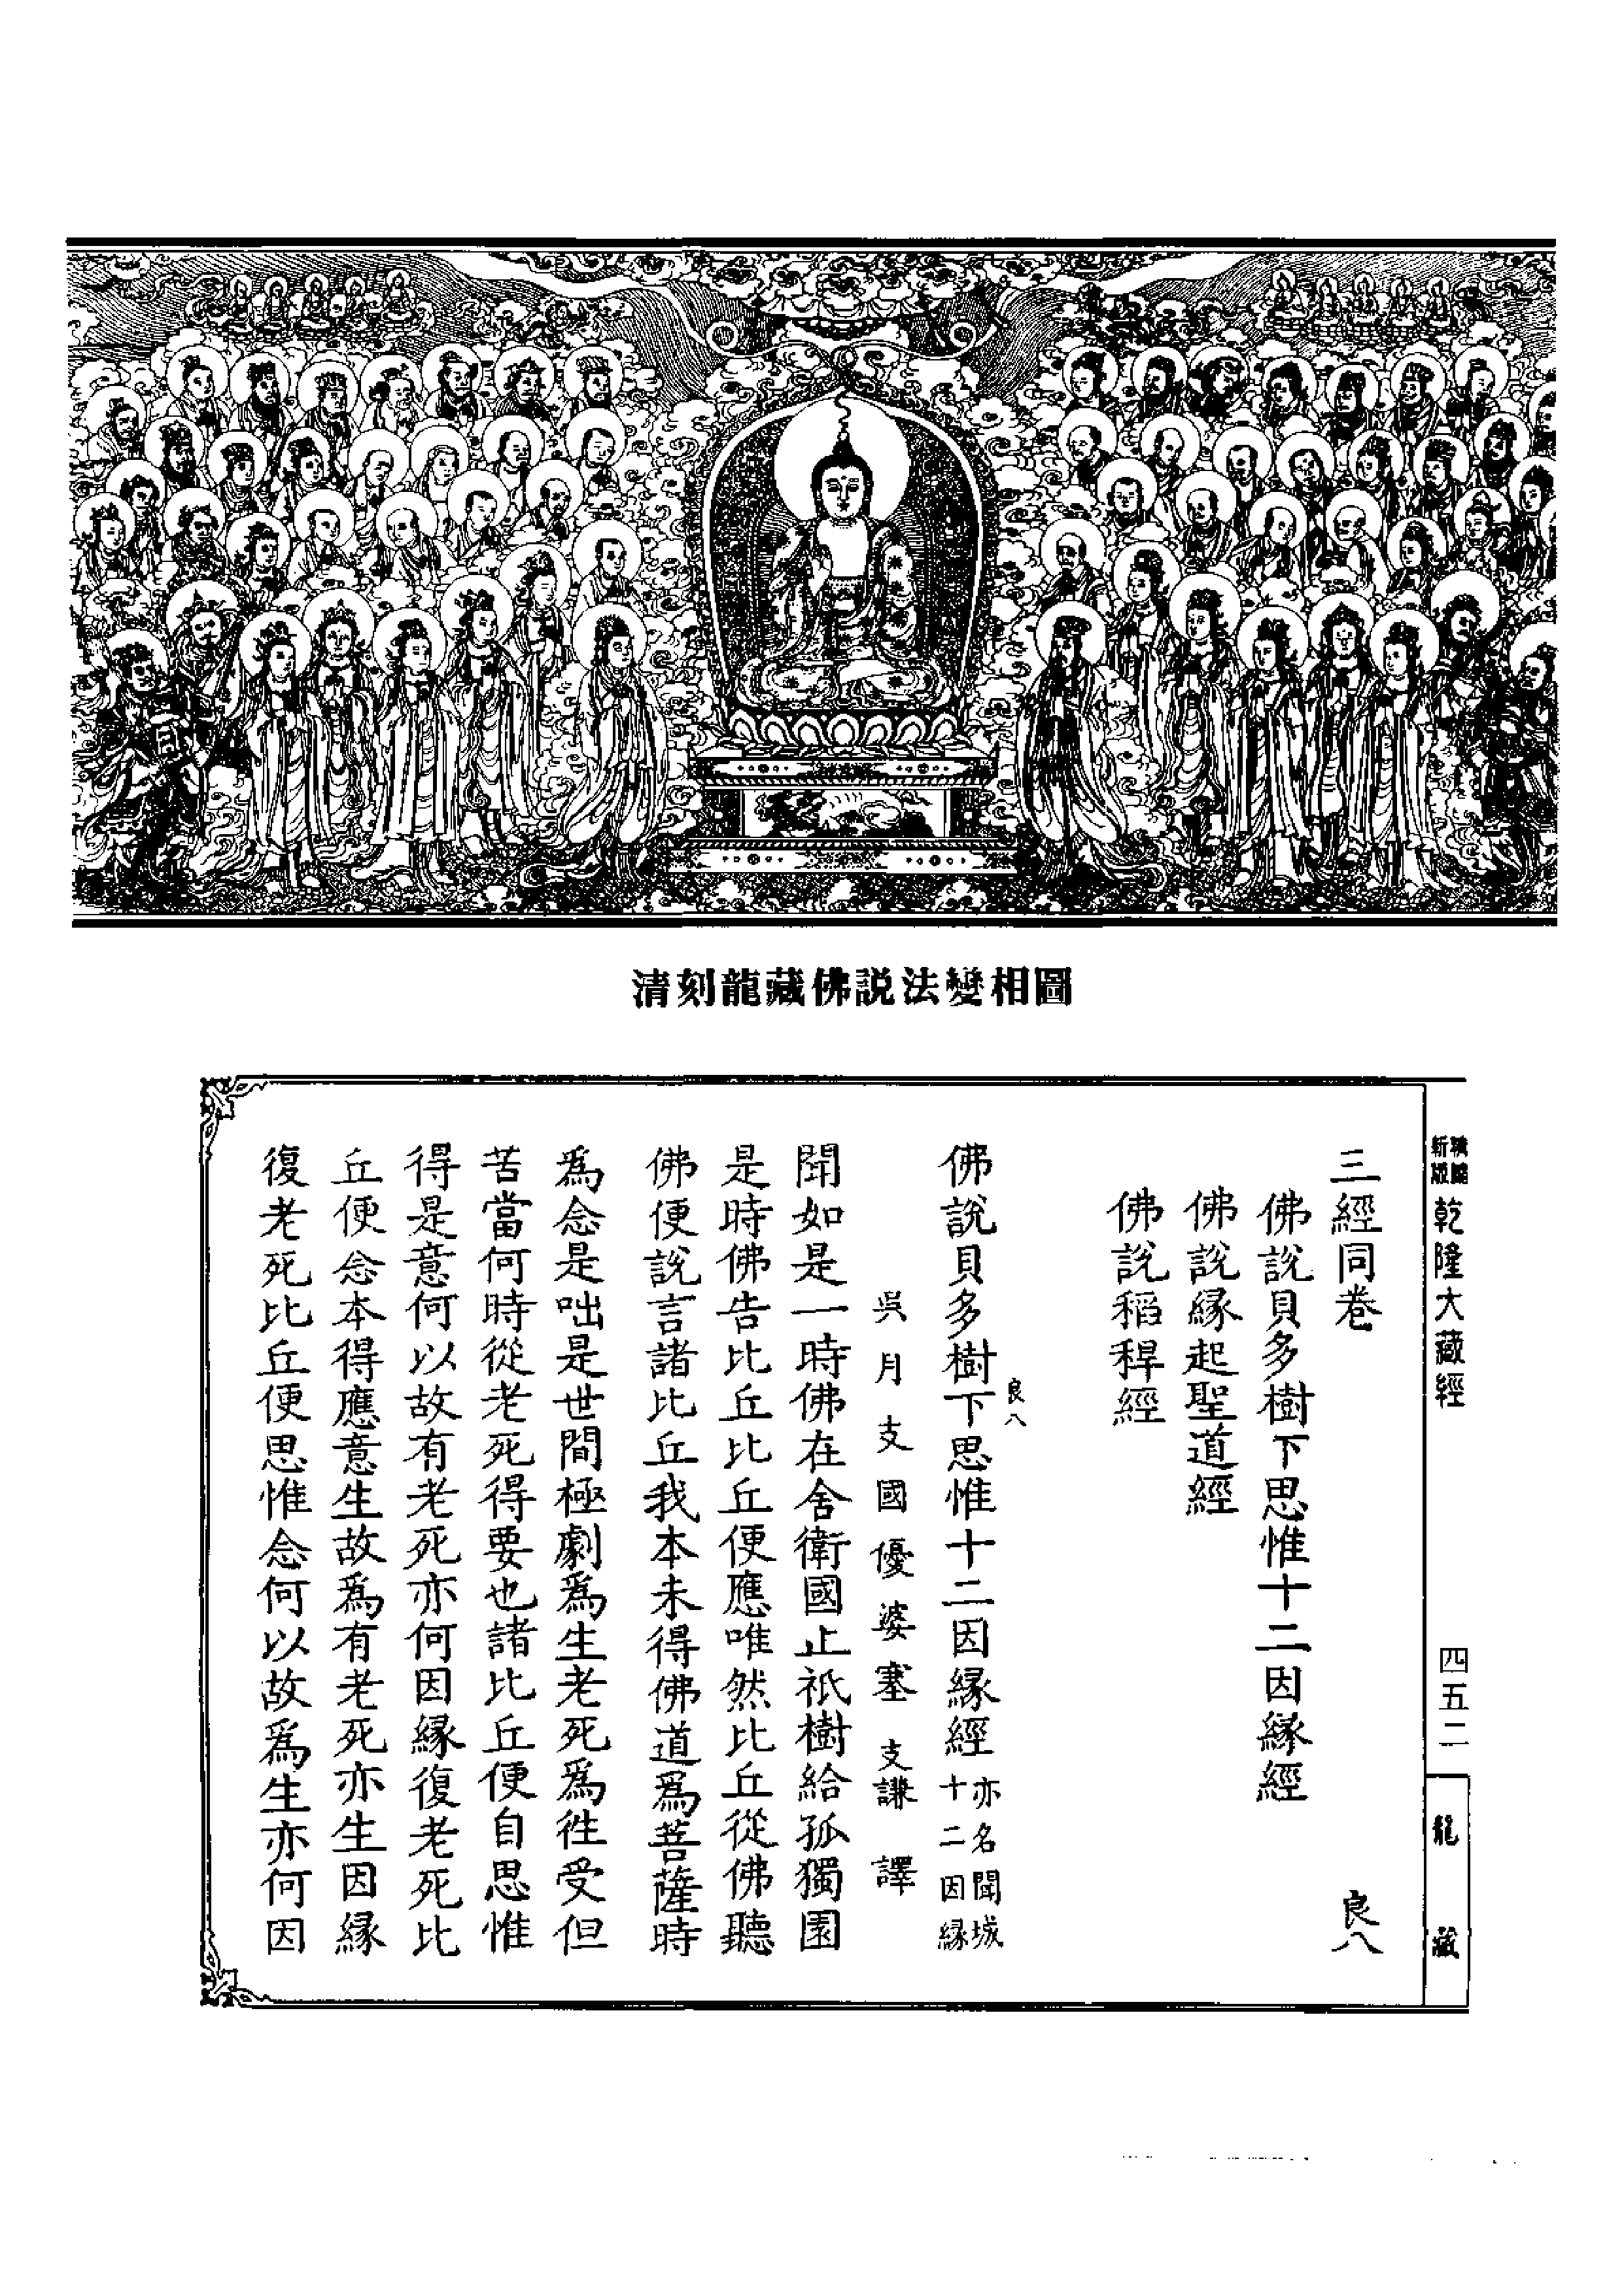 清刻龍藏佛説法變相圖
新版
乾隆大藏經
四五二
龍藏
三經同卷
良八
佛說貝多樹下思惟十二因緣經
佛說緣起聖道經
佛說稻稈經
良八
佛說貝多樹下思惟十二因緣經
亦名聞城
十二因緣
吳月支國優婆塞支謙譯
聞如是一時佛在舍衛國止祇樹給孤獨園
是時佛告比丘比丘便應唯然比丘從佛聽
佛便說言諸比丘我本未得佛道爲菩薩時
爲念是咄是世間極劇爲生老死爲徃受但
苦當何時從老死得要也諸比丘便自思惟
得是意何以故有老死亦何因緣復老死比
丘便念本得應意生故爲有老死亦生因緣
復老死比丘便思惟念何以故爲生亦何因